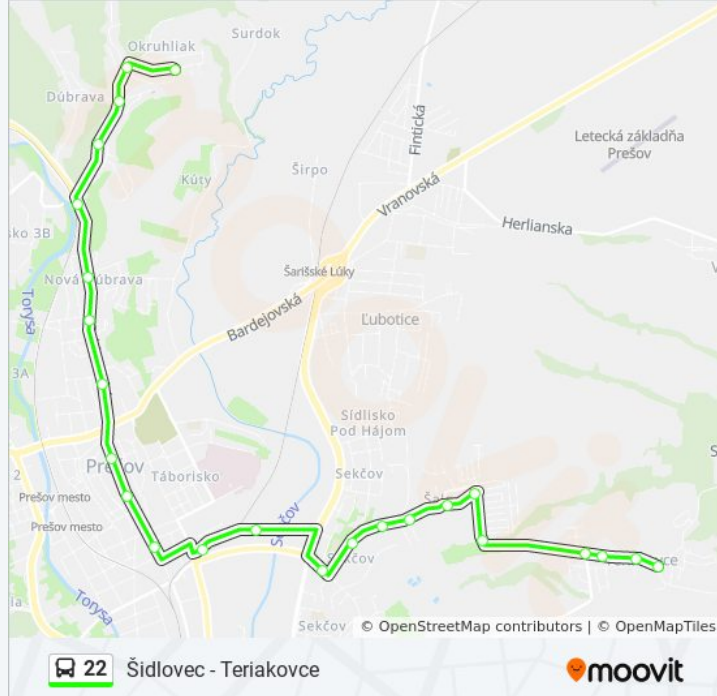 Okruhliak
Surdok
Dúbrava
Fintická
Letecká základňa
Prešov
Kúty
Širpo
Vranovská
Herlianska
sko 3B
Šarišské Lúky
Nová Dúbrava
Torysa
Bardejovská
Ľubotice
3A
Sídlisko
Pod Hájom
Prešov
Táborisko
Sekčov
2
Prešov mesto
Prešov mesto
Sekčov
Sekčov
Torysa
Sekčov
© OpenStreetMap contributors | © OpenMapTiles
22 Šidlovec - Teriakovce
moovit